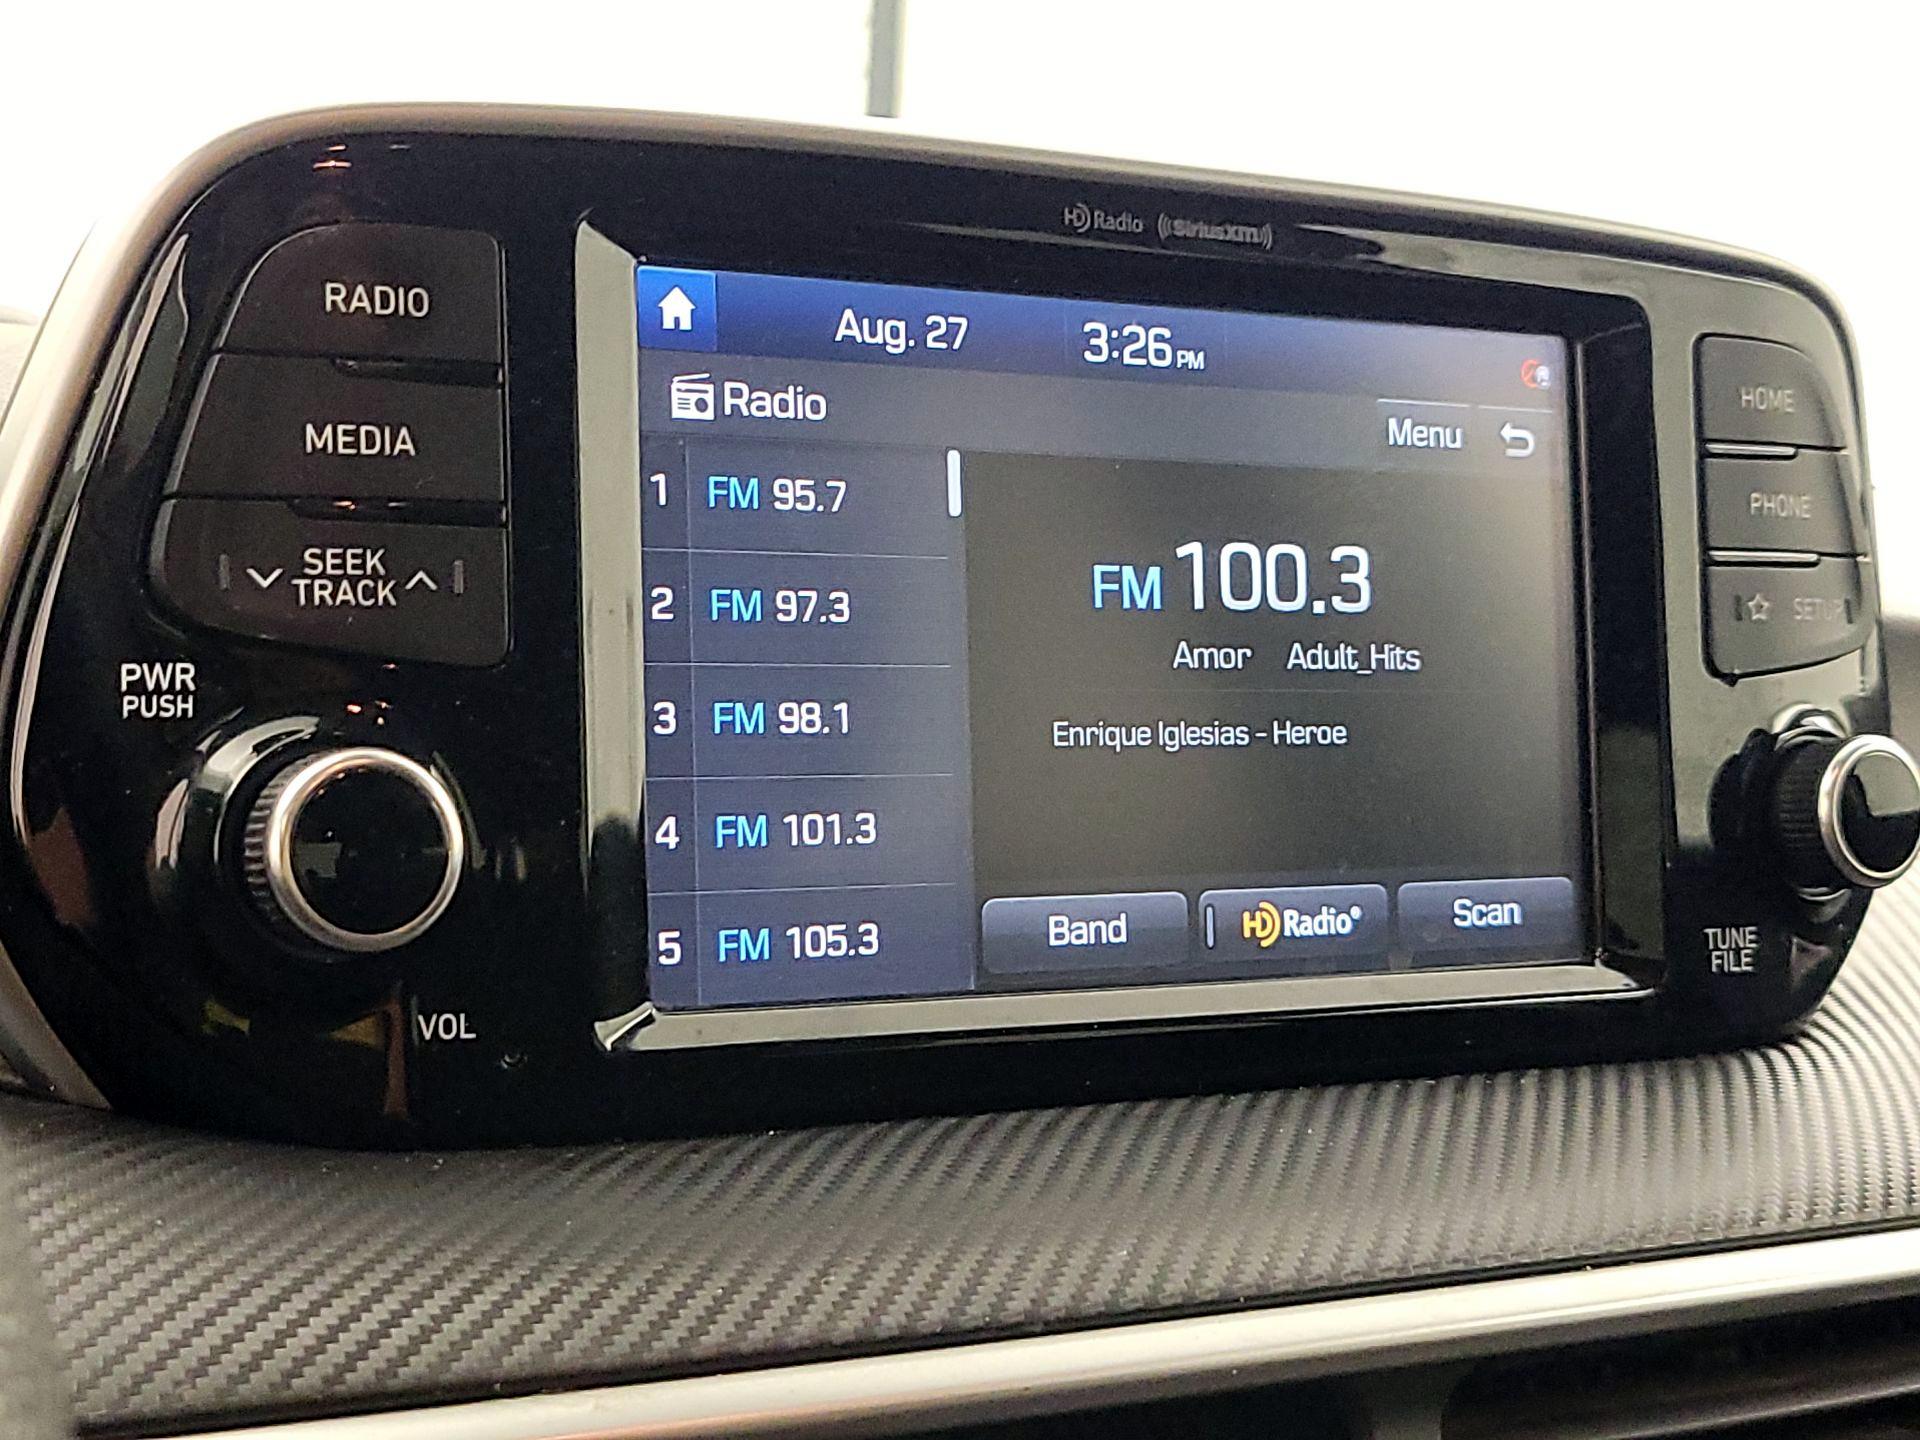 HD Radio ((SiriusXM))
RADIO
MEDIA
SEEK
TRACK
PWR
PUSH
VOL
Aug. 27 3:26 PM
Radio
Menu
1 FM 95.7
2 FM 97.3
3 FM 98.1
4 FM 101.3
5 FM 105.3
FM 100.3
Amor Adult_Hits
Enrique Iglesias - Heroe
Band
HD Radio®
Scan
HOME
PHONE
SETUP
TUNE
FILE